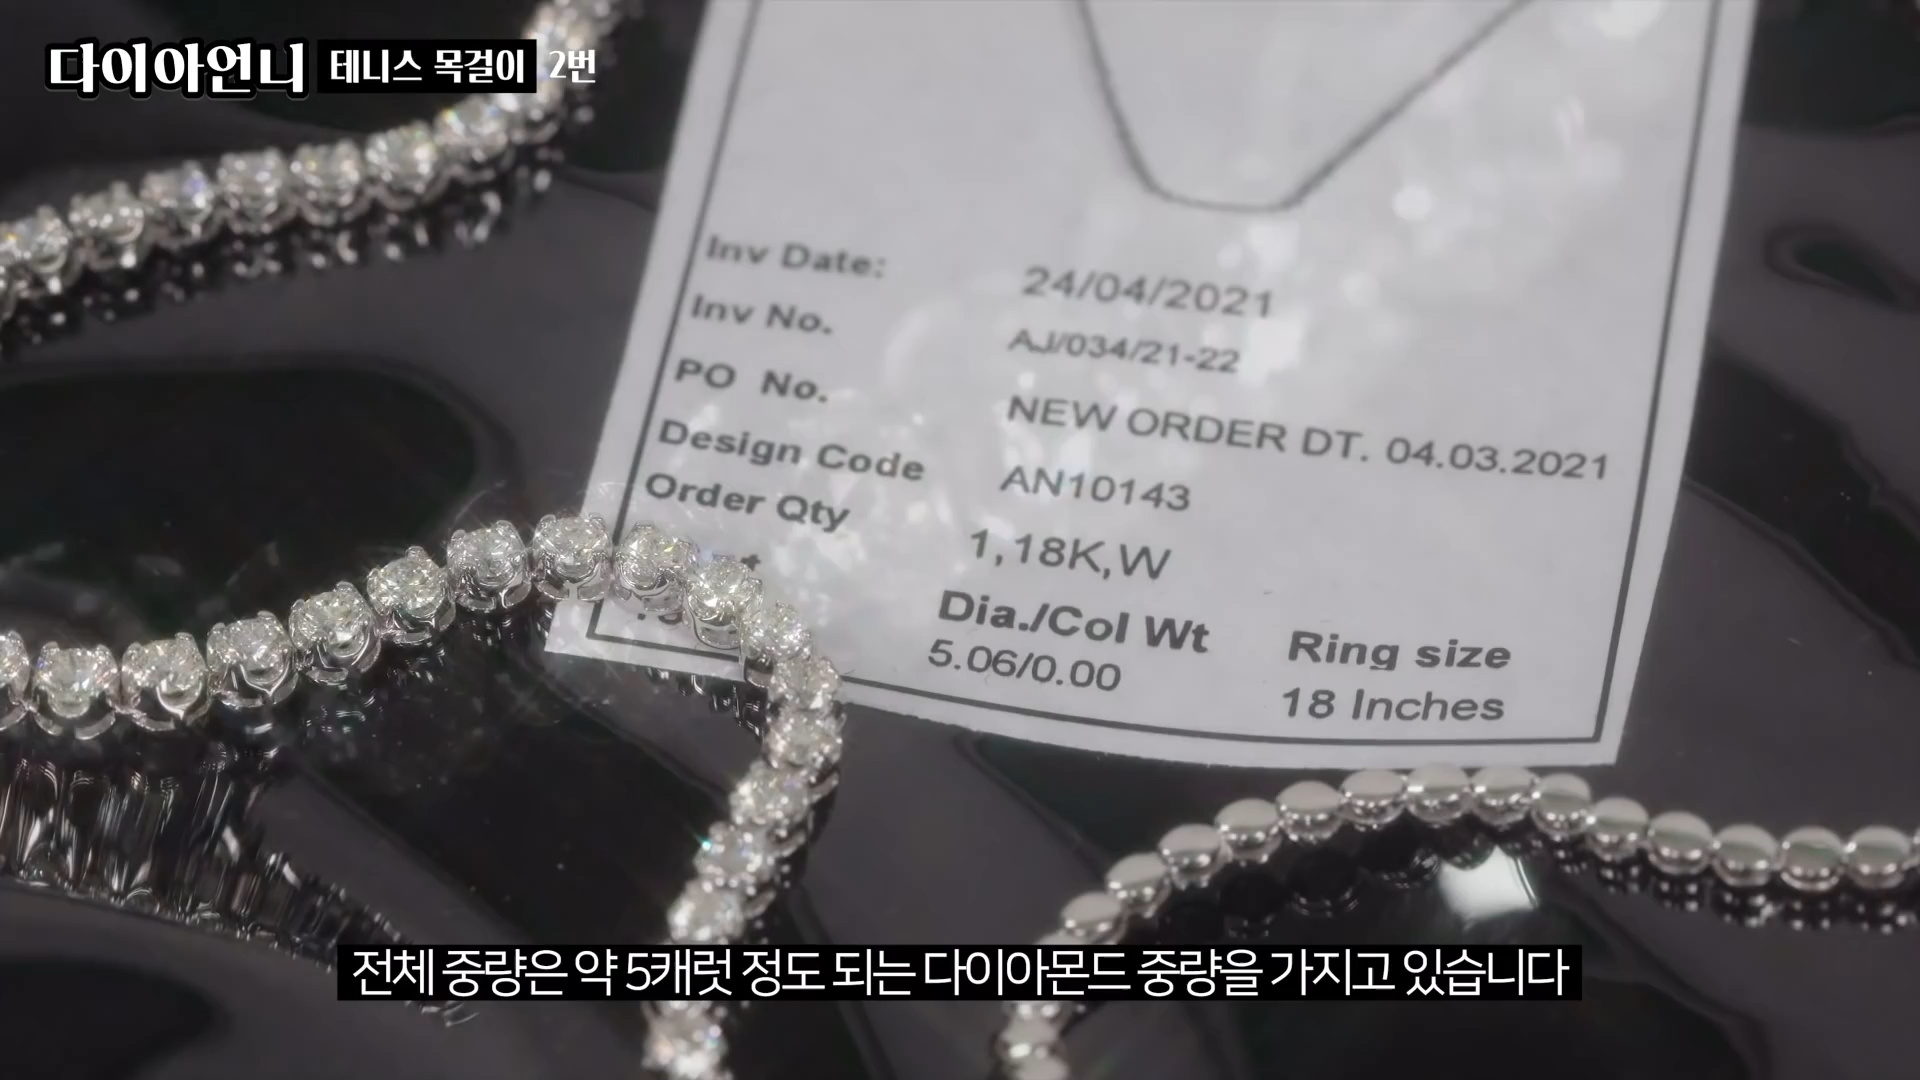 다이아언니 테니스 목걸이 2번
Inv Date: 24/04/2021
Inv No. AJ/034/21-22
PO No. NEW ORDER DT. 04.03.2021
Design Code AN10143
Order Qty 1,18K,W
Dia./Col Wt Ring size
5.06/0.00 18 Inches
전체 중량은 약 5캐럿 정도 되는 다이아몬드 중량을 가지고 있습니다